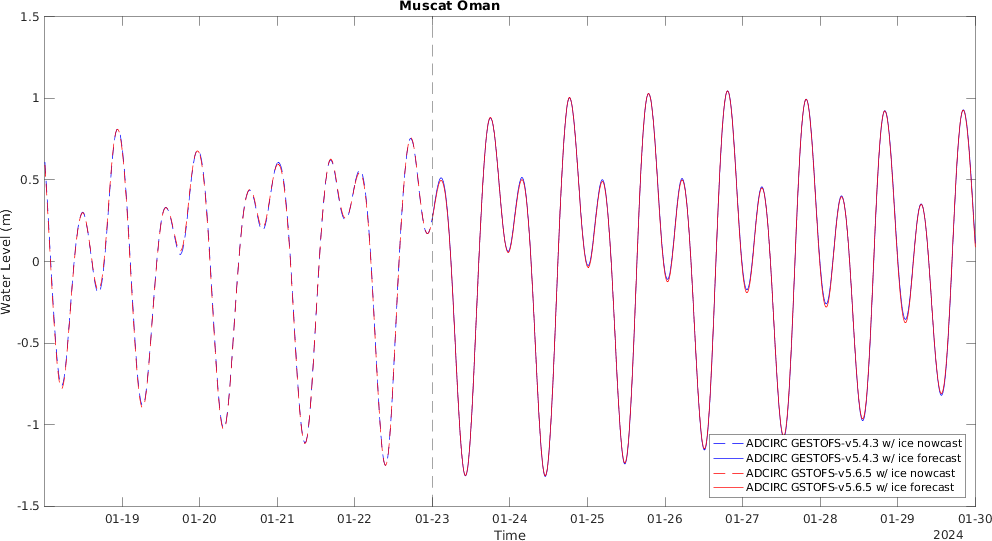 Muscat Oman
1.5
1
0.5
0
-0.5
-1
-1.5
Water Level (m)
01-19 01-20 01-21 01-22 01-23 01-24 01-25 01-26 01-27 01-28 01-29 01-30
Time
2024
ADCIRC GESTOFS-v5.4.3 w/ ice nowcast
ADCIRC GESTOFS-v5.4.3 w/ ice forecast
ADCIRC GSTOFS-v5.6.5 w/ ice nowcast
ADCIRC GSTOFS-v5.6.5 w/ ice forecast